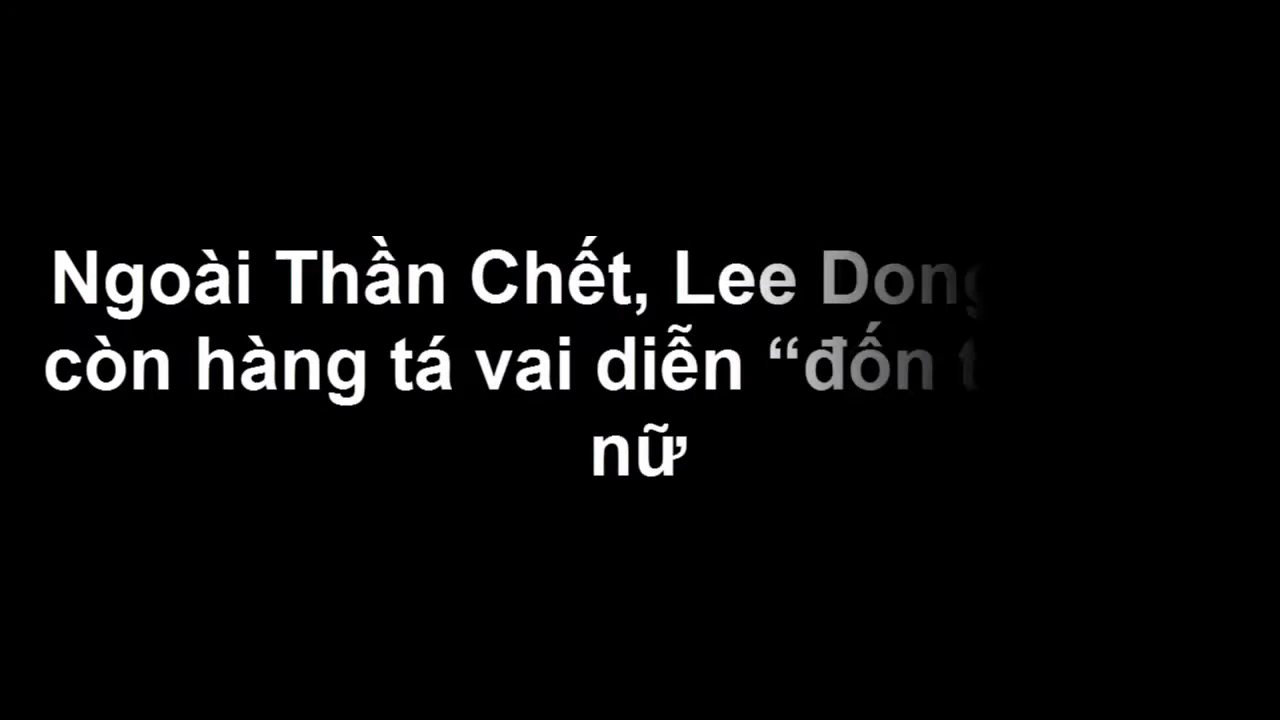 Ngoài Thần Chết, Lee Dong
còn hàng tá vai diễn “đốn
nữ